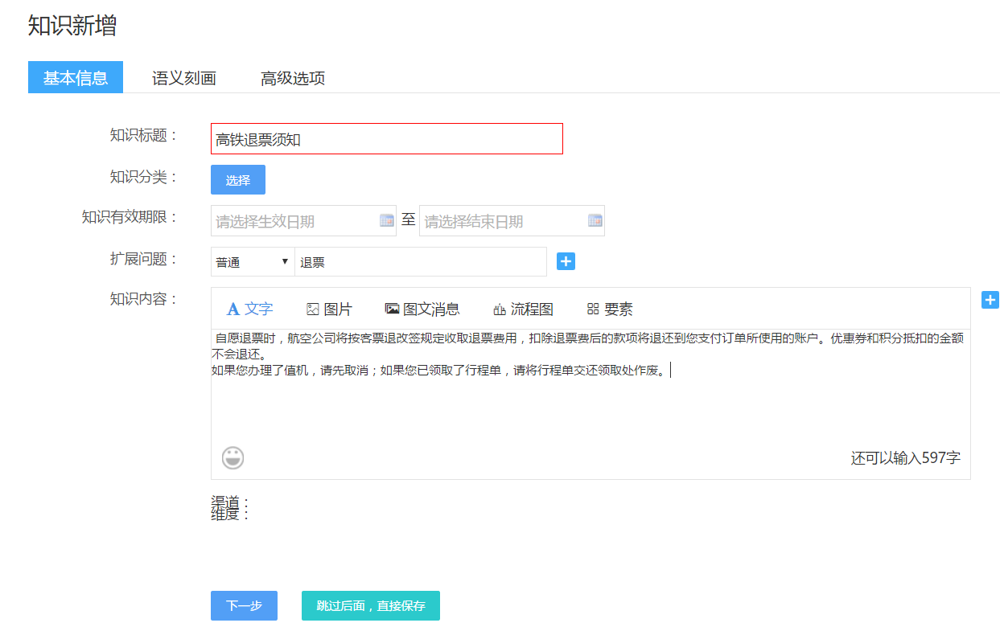 知识新增
基本信息 语义刻画 高级选项
知识标题： 高铁退票须知
知识分类： 选择
知识有效期限： 请选择生效日期 至 请选择结束日期
扩展问题： 普通 退票
知识内容： 文字 图片 图文消息 流程图 要素
自愿退票时，航空公司将按客票退改签规定收取退票费用，扣除退票费后的款项将退还到您支付订单所使用的账户。优惠券和积分抵扣的金额
不会退还。
如果您办理了值机，请先取消；如果您已领取了行程单，请将行程单交还领取处作废。
还可以输入597字
渠道：
维度：
下一步 跳过后面，直接保存